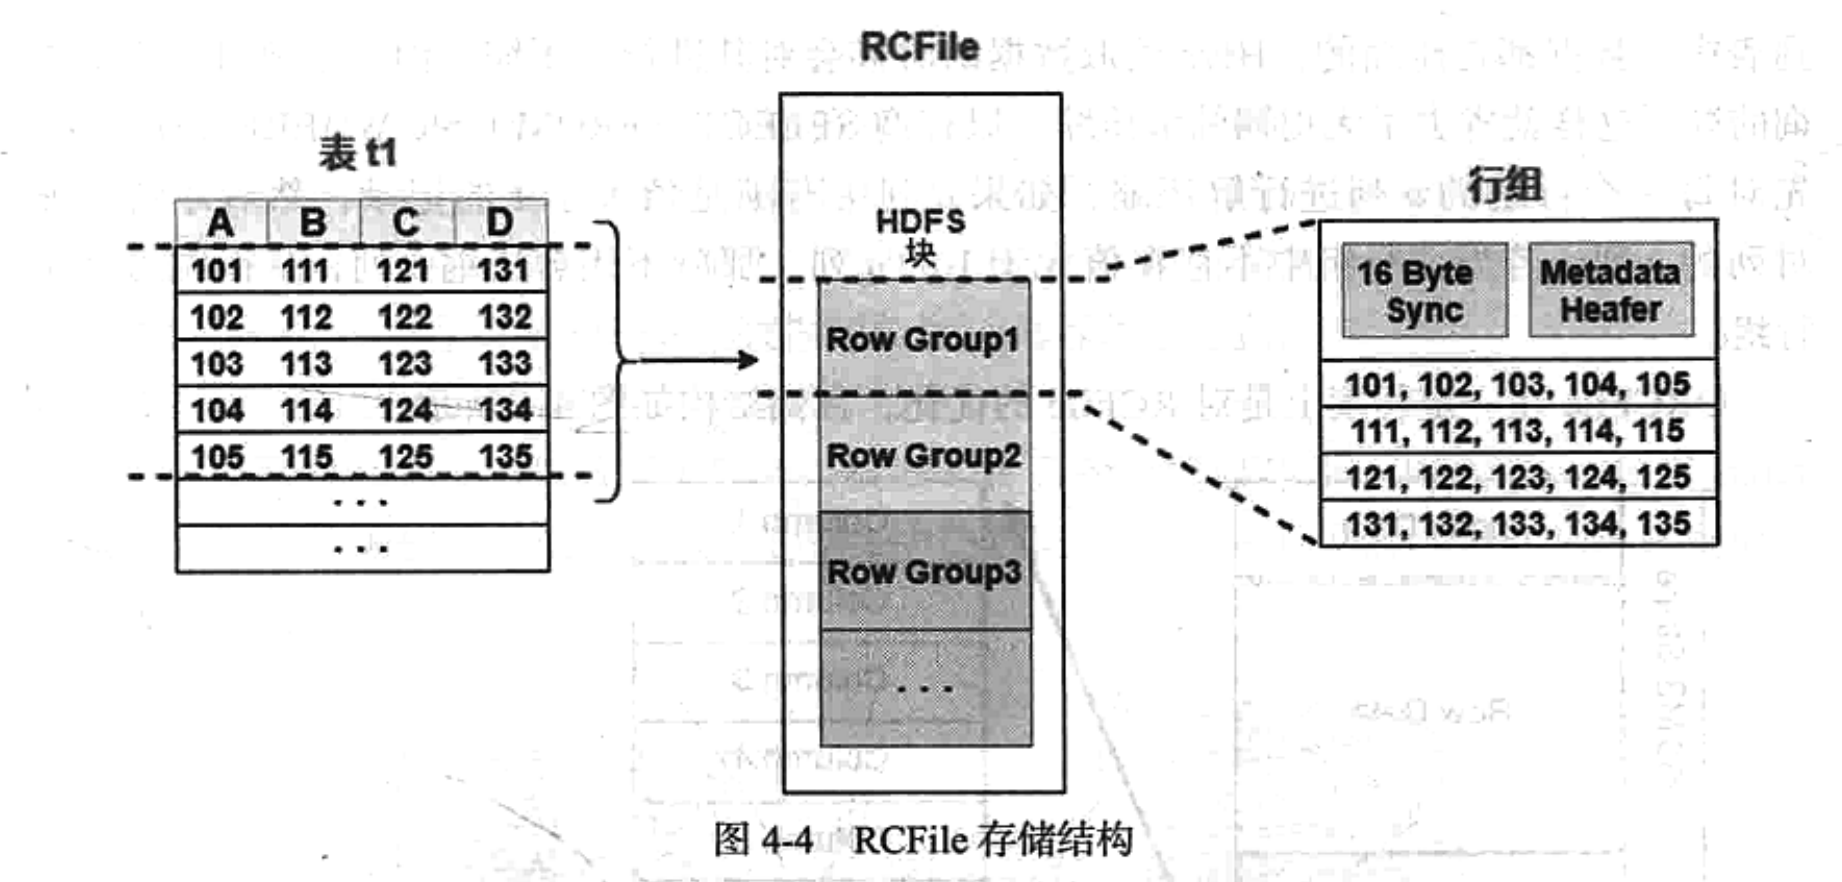 RCFile
表 t1
A B C D
101 111 121 131
102 112 122 132
103 113 123 133
104 114 124 134
105 115 125 135
...
...
HDFS
块
Row Group1
Row Group2
Row Group3
...
行组
16 Byte
Sync
Metadata
Heafer
101, 102, 103, 104, 105
111, 112, 113, 114, 115
121, 122, 123, 124, 125
131, 132, 133, 134, 135
图 4-4 RCFile 存储结构